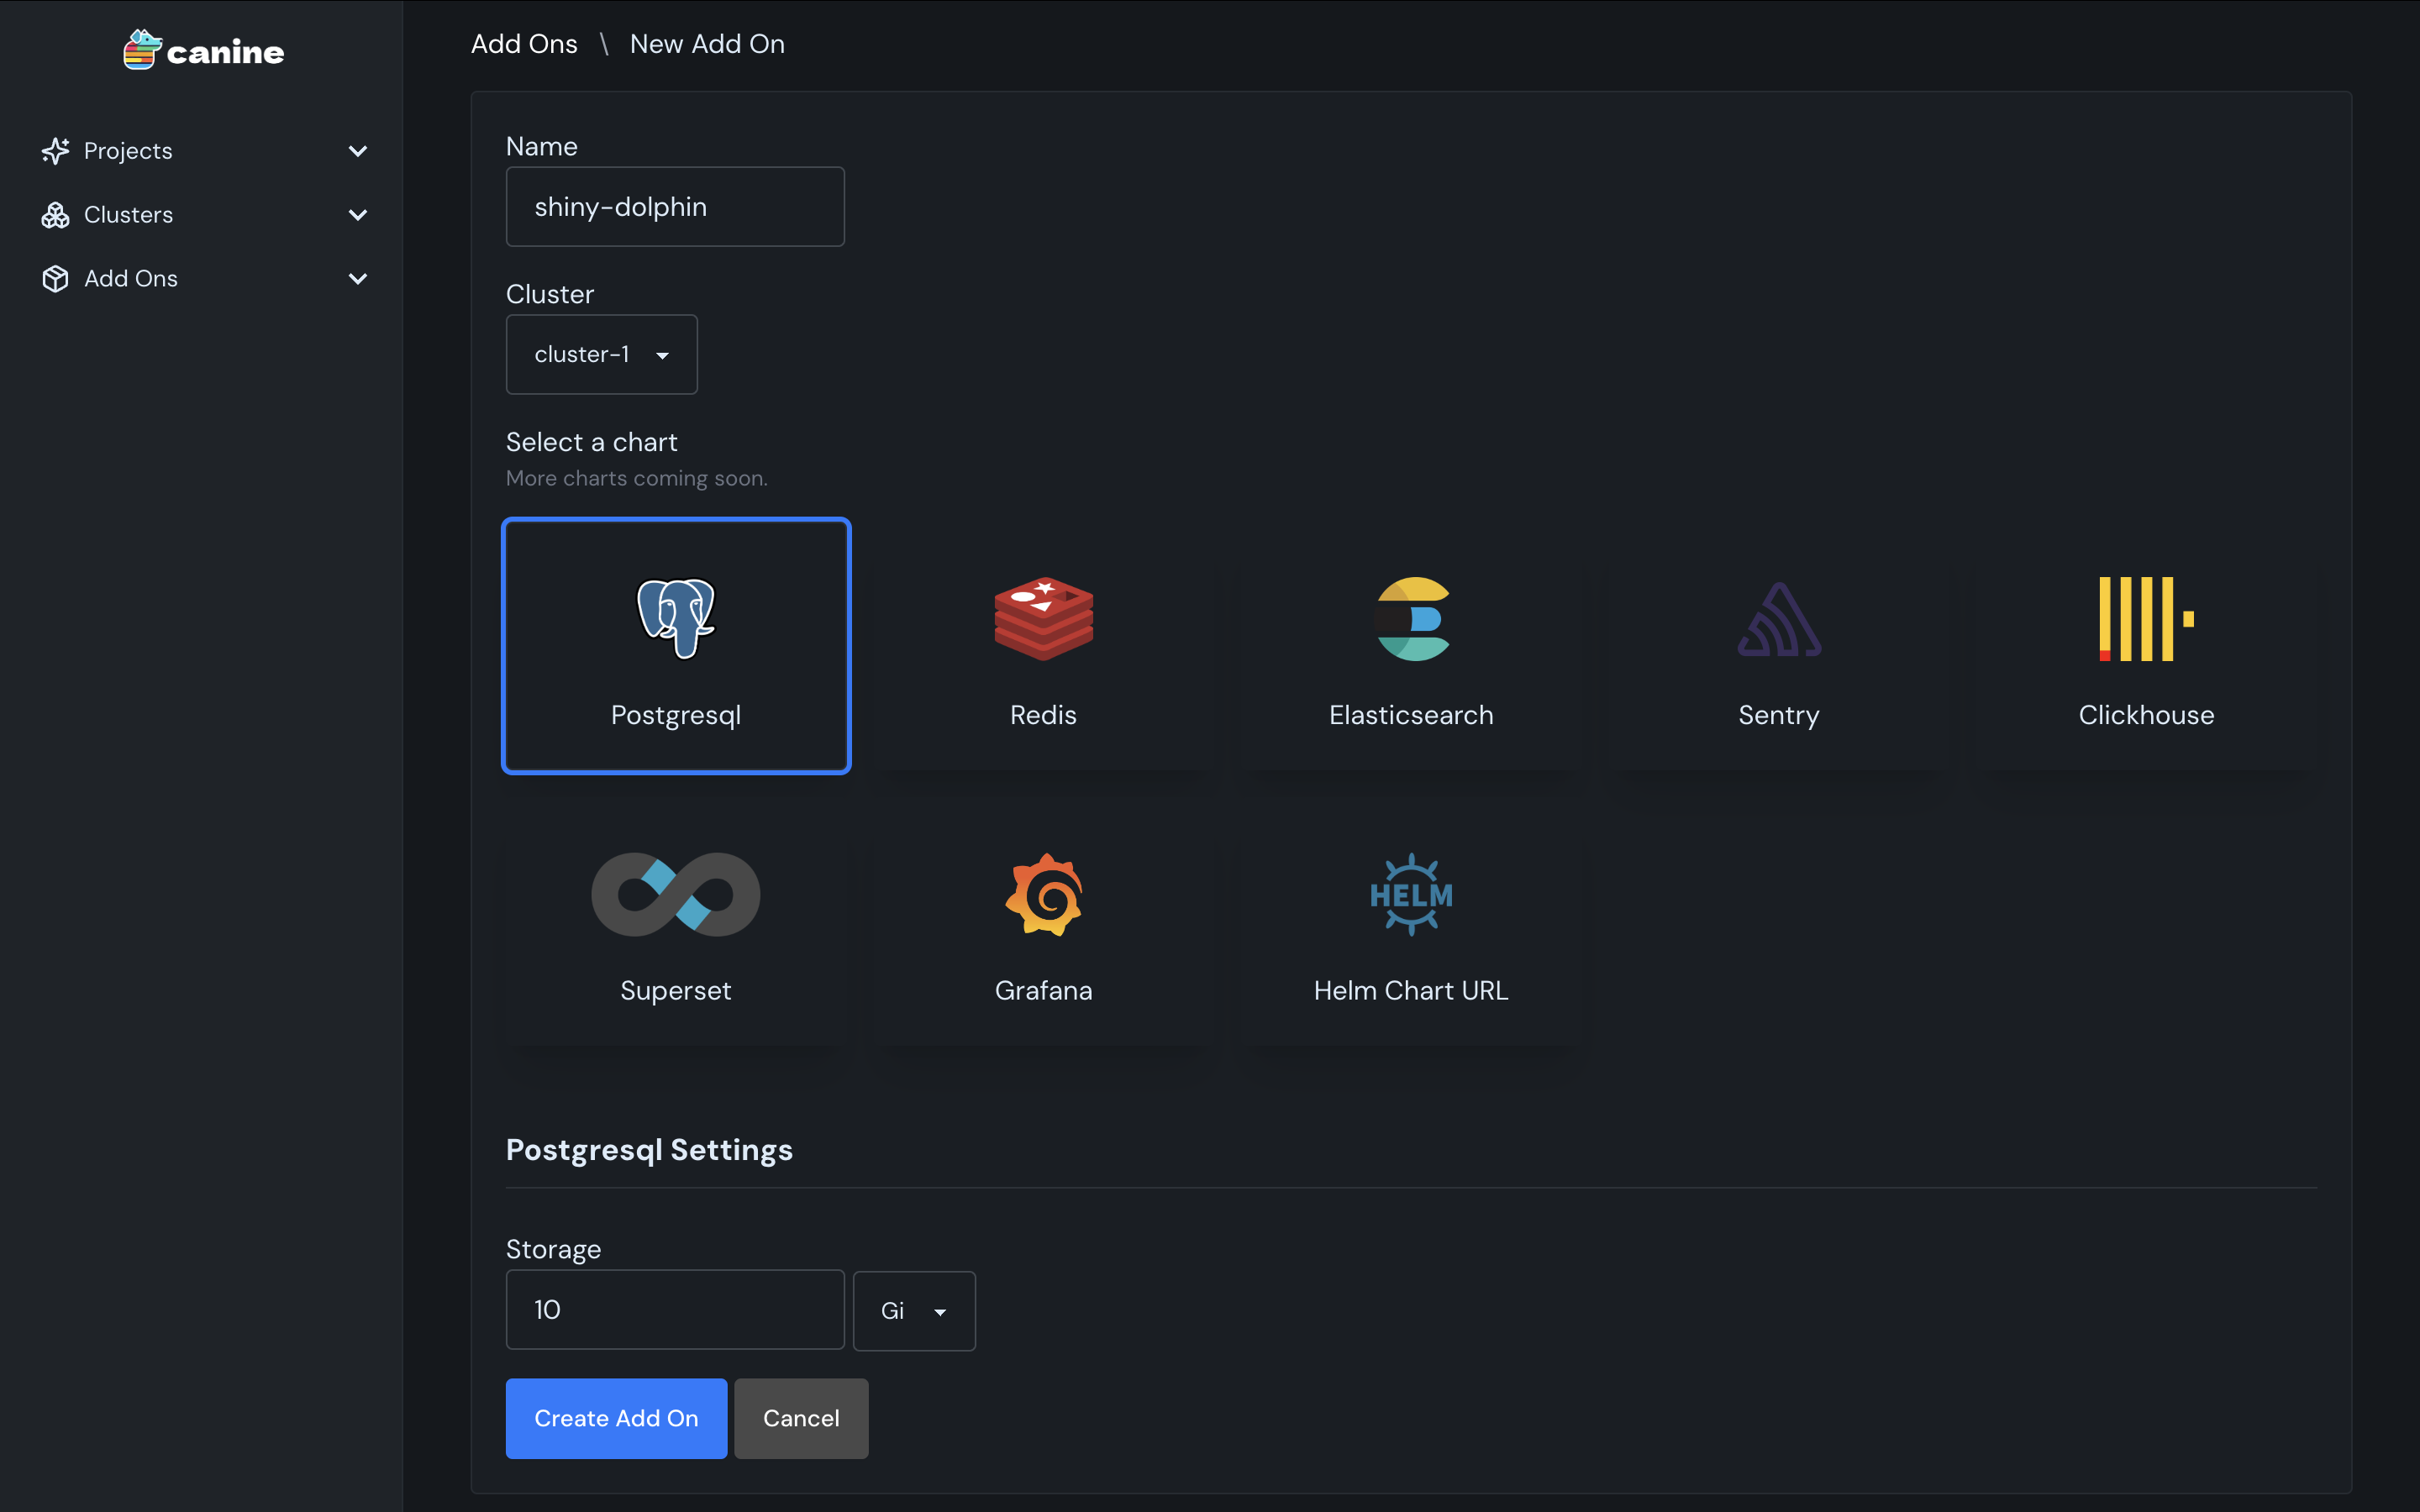 canine
Projects
Clusters
Add Ons
Add Ons \ New Add On
Name
shiny-dolphin
Cluster
cluster-1
Select a chart
More charts coming soon.
Postgresql
Redis
Elasticsearch
Sentry
Clickhouse
HELM
Superset
Grafana
Helm Chart URL
Postgresql Settings
Storage
10 Gi
Create Add On Cancel